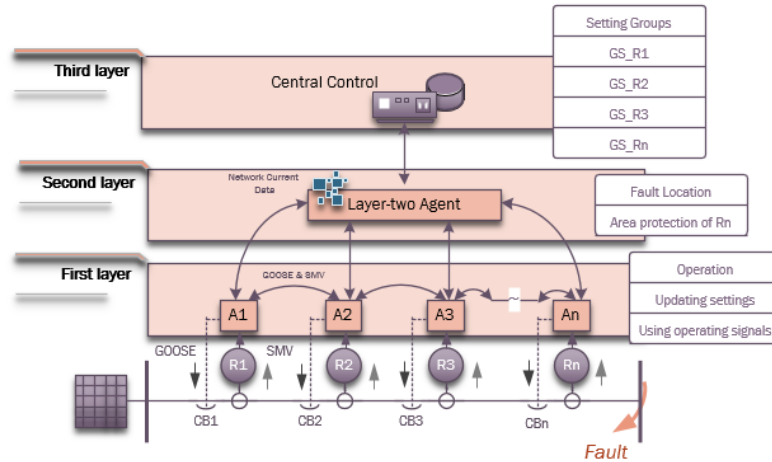 Setting Groups
Third layer
GS_R1
Central Control
GS_R2
GS_R3
GS_Rn
Network Current
Data
Second layer
Layer-two Agent
Fault Location
Area protection of Rn
First layer
GOOSE & SMV
Operation
A1
A2
A3
~
An
Updating settings
Using operating signals
GOOSE
R1
SMV
R2
R3
Rn
CB1
CB2
CB3
CBn
Fault